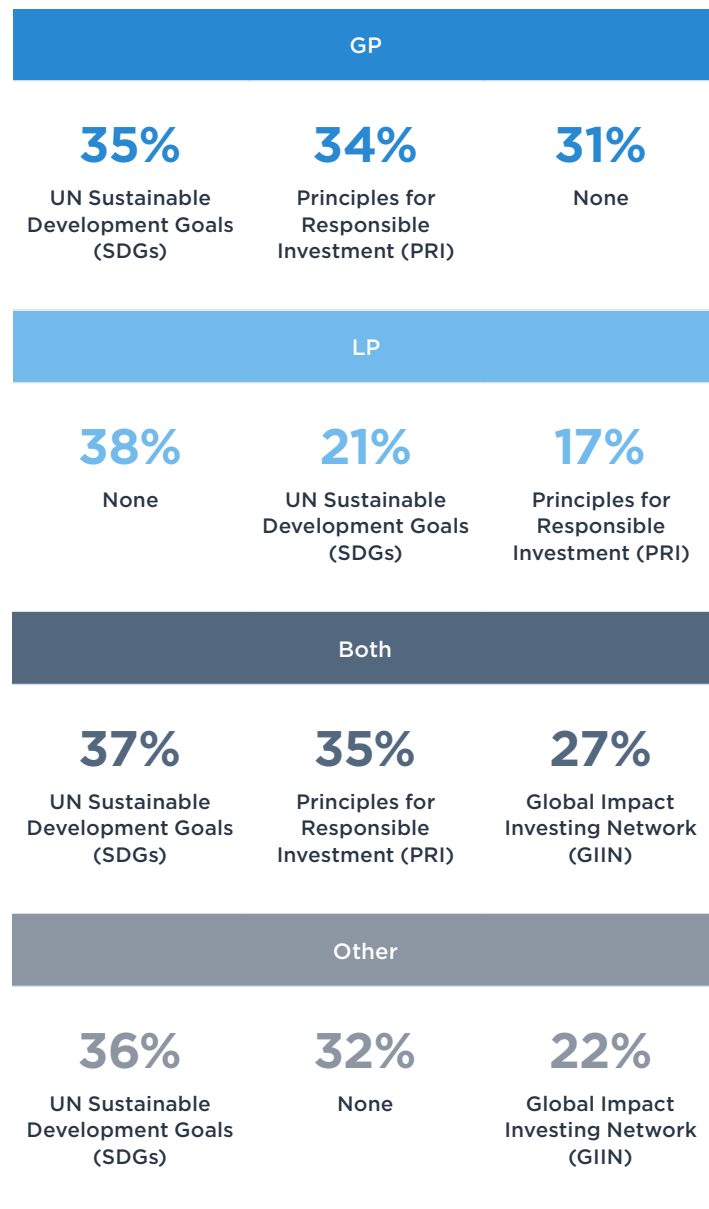 GP
35% 34% 31%
UN Sustainable Principles for None
Development Goals Responsible
(SDGs) Investment (PRI)
LP
38% 21% 17%
None UN Sustainable Principles for
Development Goals Responsible
(SDGs) Investment (PRI)
Both
37% 35% 27%
UN Sustainable Principles for Global Impact
Development Goals Responsible Investing Network
(SDGs) Investment (PRI) (GIIN)
Other
36% 32% 22%
UN Sustainable None Global Impact
Development Goals Investing Network
(SDGs) (GIIN)